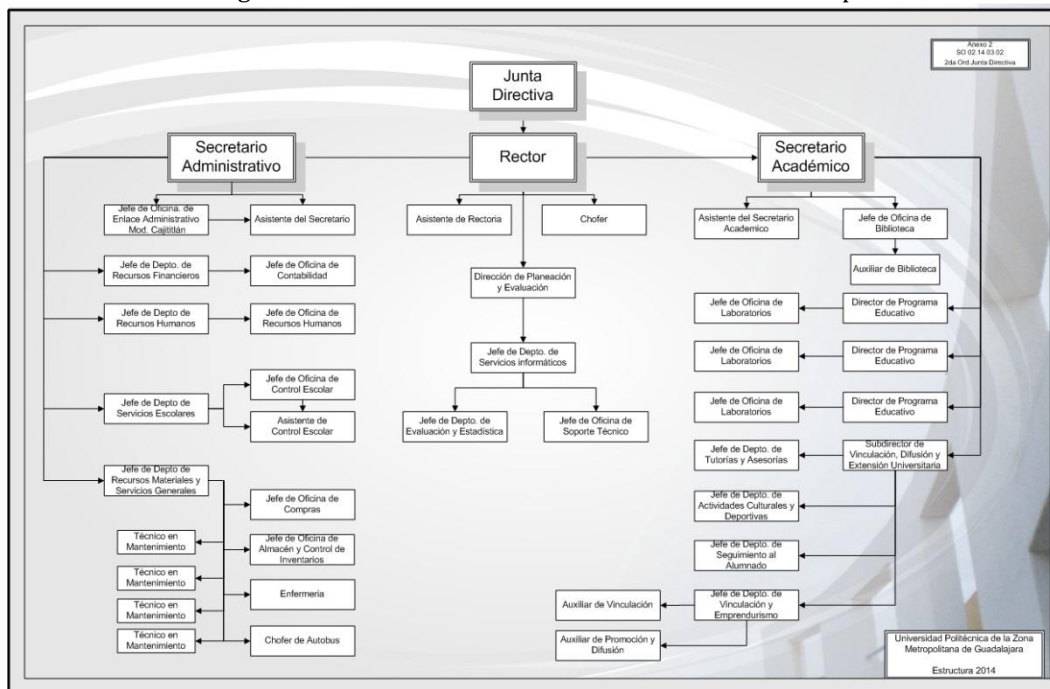 Anexo 2
SO 02.14 03.02
2da Ord Junta Directiva
Junta
Directiva
Secretario
Administrativo
Rector
Secretario
Académico
Jefe de Oficina. de
Enlace Administrativo
Mod. Cajititlán
Asistente del Secretario
Asistente de Rectoria
Chofer
Asistente del Secretario
Academico
Jefe de Oficina de
Biblioteca
Auxiliar de Biblioteca
Jefe de Depto. de
Recursos Financieros
Jefe de Oficina de
Contabilidad
Dirección de Planeación
y Evaluación
Jefe de Oficina de
Laboratorios
Director de Programa
Educativo
Jefe de Depto de
Recursos Humanos
Jefe de Oficina de
Recursos Humanos
Jefe de Depto. de
Servicios informáticos
Jefe de Oficina de
Laboratorios
Director de Programa
Educativo
Jefe de Depto de
Servicios Escolares
Jefe de Oficina de
Control Escolar
Asistente de
Control Escolar
Jefe de Depto. de
Evaluación y Estadística
Jefe de Oficina de
Soporte Técnico
Jefe de Oficina de
Laboratorios
Director de Programa
Educativo
Jefe de Depto. de
Tutorías y Asesorías
Subdirector de
Vinculación, Difusión y
Extensión Universitaria
Jefe de Depto de
Recursos Materiales y
Servicios Generales
Jefe de Oficina de
Compras
Jefe de Depto. de
Actividades Culturales y
Deportivas
Técnico en
Mantenimiento
Jefe de Oficina de
Almacén y Control de
Inventarios
Jefe de Depto. de
Seguimiento al
Alumnado
Técnico en
Mantenimiento
Enfermeria
Auxiliar de Vinculación
Jefe de Depto. de
Vinculación y
Emprendurismo
Técnico en
Mantenimiento
Técnico en
Mantenimiento
Chofer de Autobus
Auxiliar de Promoción y
Difusión
Universidad Politécnica de la Zona
Metropolitana de Guadalajara
Estructura 2014